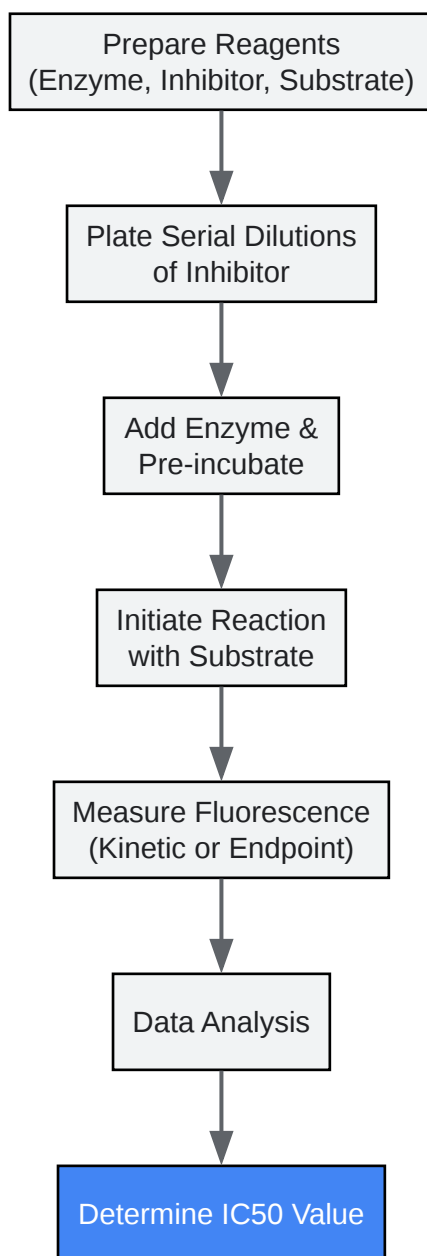 Prepare Reagents
(Enzyme, Inhibitor, Substrate)
Plate Serial Dilutions
of Inhibitor
Add Enzyme &
Pre-incubate
Initiate Reaction
with Substrate
Measure Fluorescence
(Kinetic or Endpoint)
Data Analysis
Determine IC50 Value